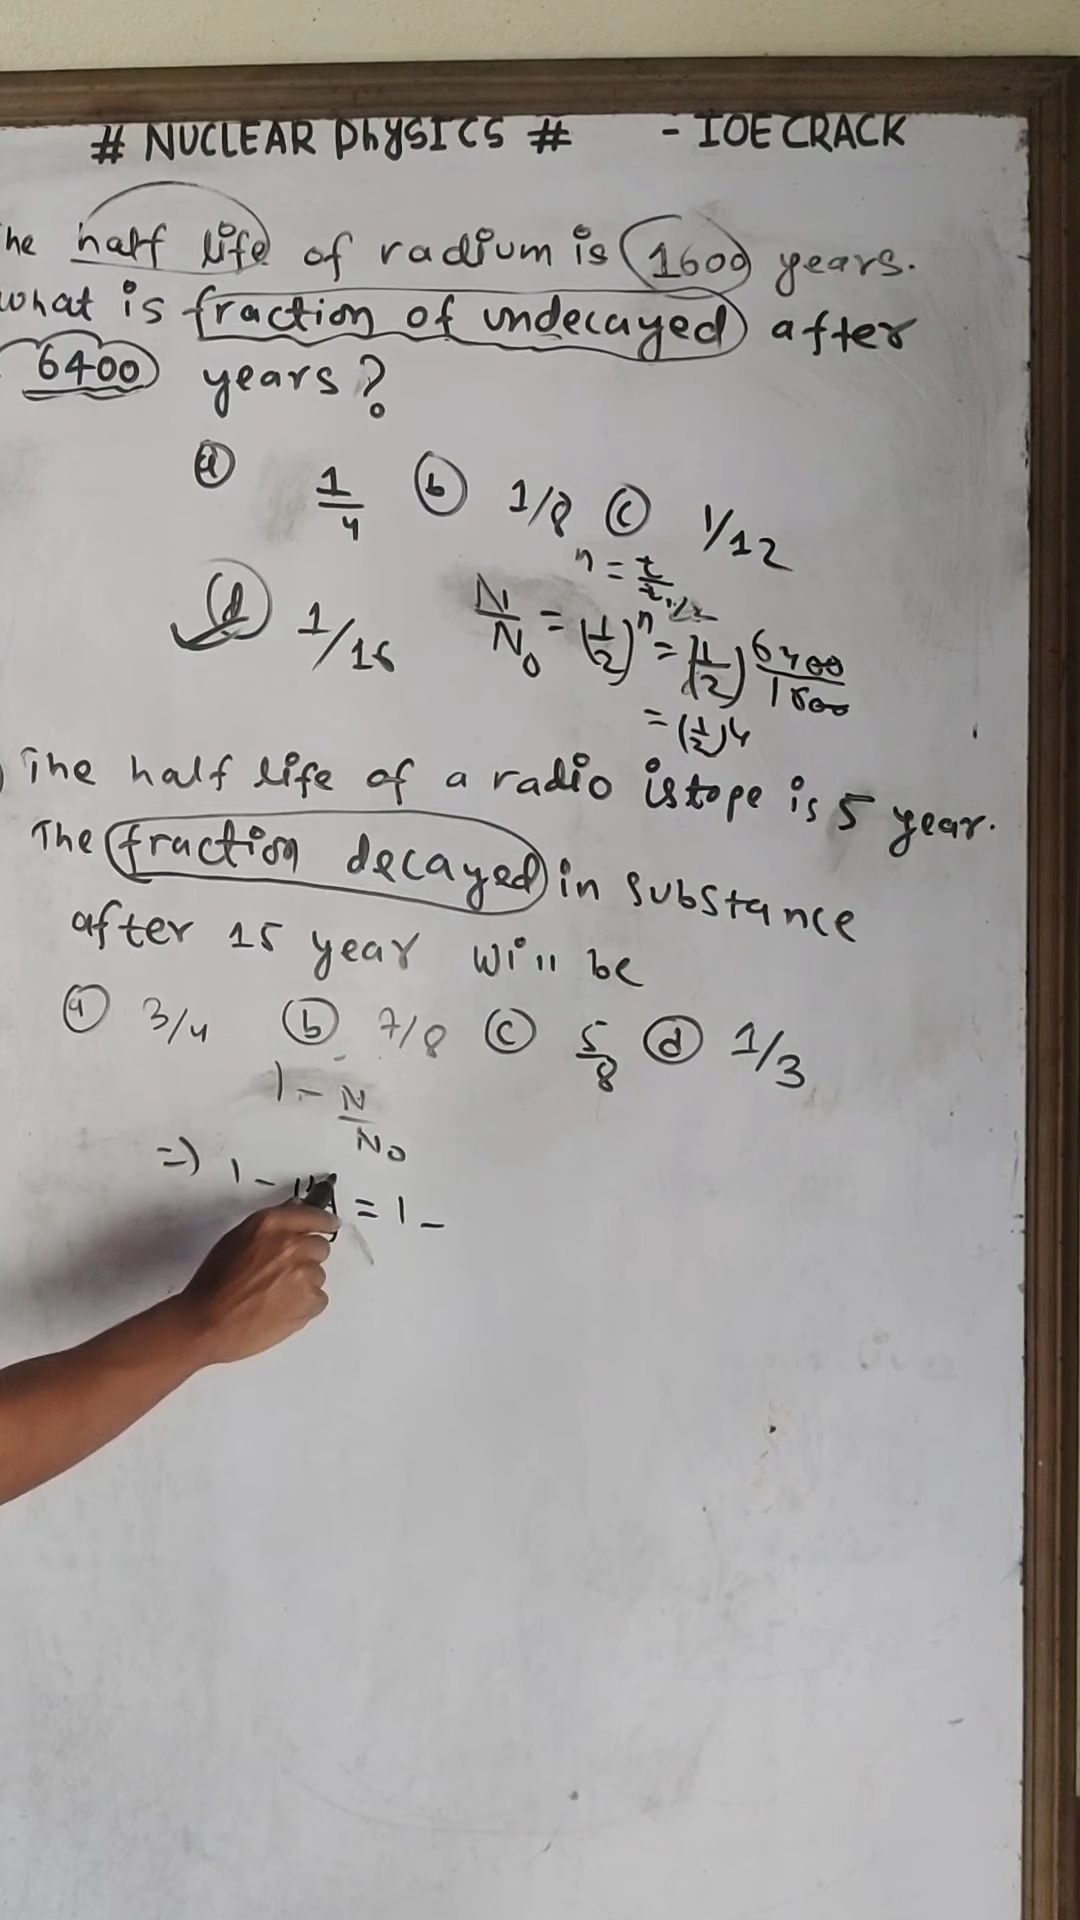 # NUCLEAR PhYSICS # - IOE CRACK
he half life of radium is 1600 years.
what is fraction of undecayed after
6400 years?
a 1/4 b 1/8 c 1/12
n = t/t1/2
d 1/16 N/N0 = (1/2)^n = (1/2)^6400/1600
= (1/2)^4
The half life of a radio istope is 5 year.
The fraction decayed in substance
after 15 year will be
a 3/4 b 7/8 c 5/8 d 1/3
1 - N/N0
=> 1 - = 1 -